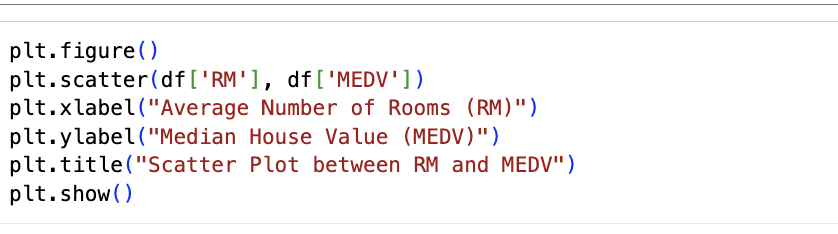 plt.figure()
plt.scatter(df['RM'], df['MEDV'])
plt.xlabel("Average Number of Rooms (RM)")
plt.ylabel("Median House Value (MEDV)")
plt.title("Scatter Plot between RM and MEDV")
plt.show()